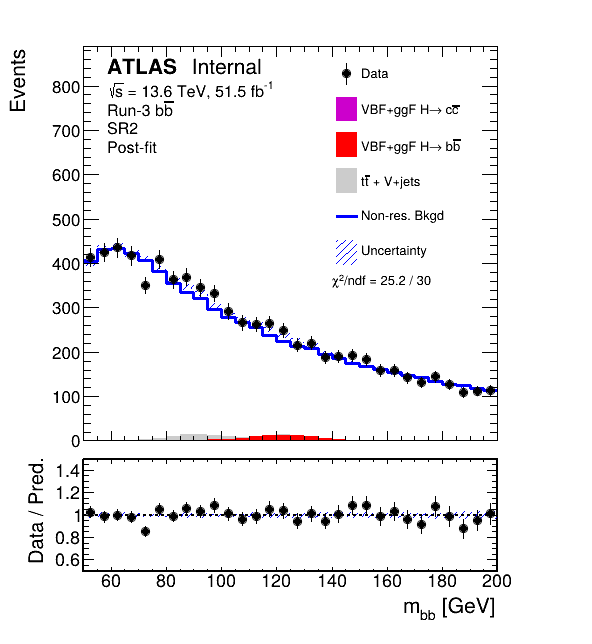 Events
ATLAS Internal
√s = 13.6 TeV, 51.5 fb⁻¹
Run-3 bb̅
SR2
Post-fit
Data
VBF+ggF H→ cc̅
VBF+ggF H→ bb̅
tt̅ + V+jets
Non-res. Bkgd
Uncertainty
χ²/ndf = 25.2 / 30
800
700
600
500
400
300
200
100
0
Data / Pred.
1.4
1.2
1
0.8
0.6
60 80 100 120 140 160 180 200
m_bb [GeV]